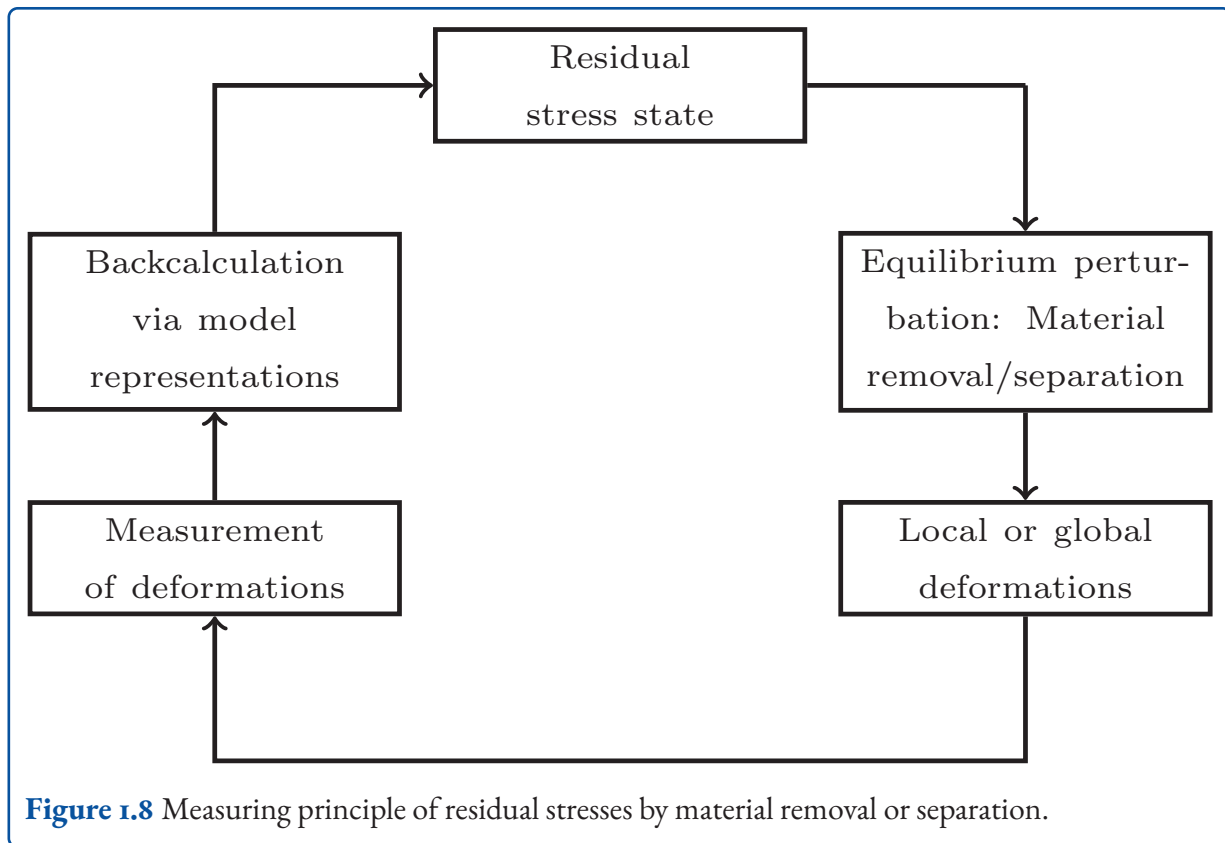 Residual
stress state
Backcalculation
via model
representations
Equilibrium pertur-
bation: Material
removal/separation
Measurement
of deformations
Local or global
deformations
Figure 1.8 Measuring principle of residual stresses by material removal or separation.